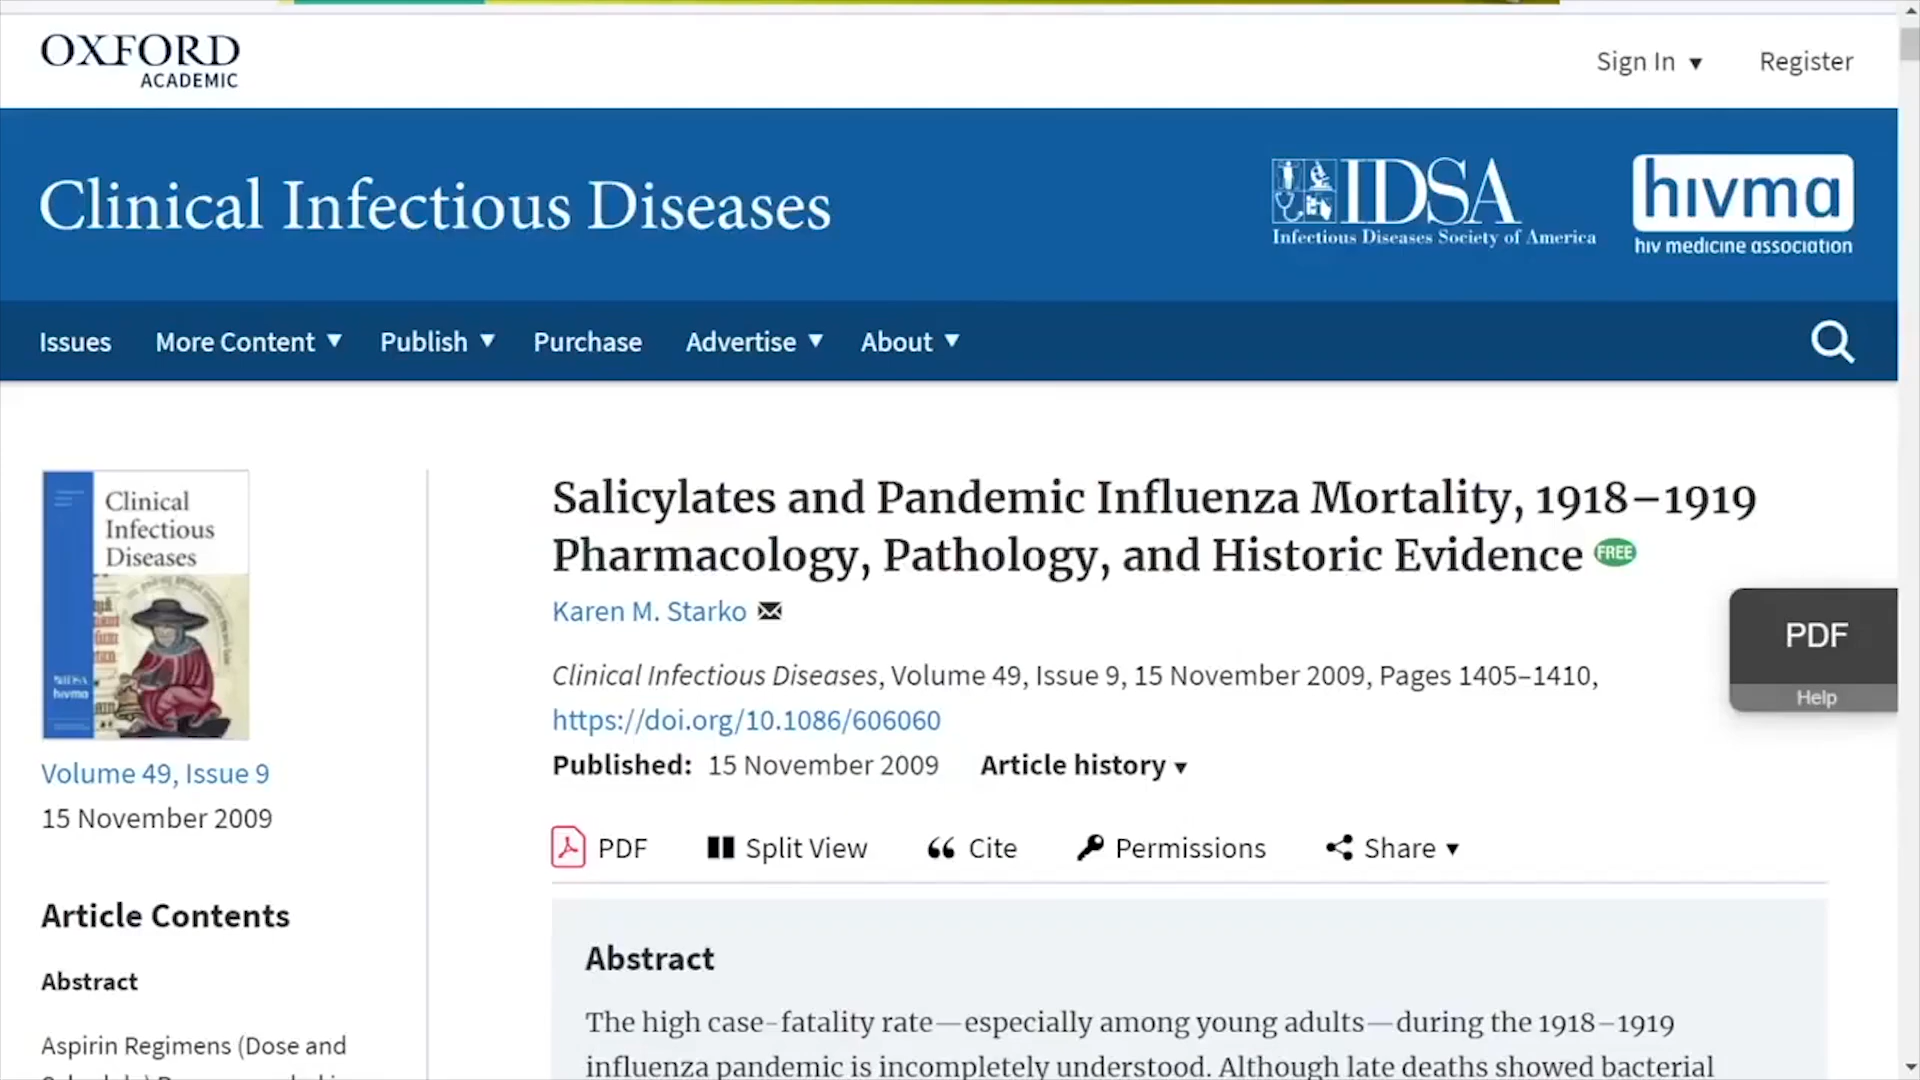 OXFORD
ACADEMIC
Sign In ▼
Register
Clinical Infectious Diseases
IDSA
Infectious Diseases Society of America
hivma
hiv medicine association
Issues
More Content ▼
Publish ▼
Purchase
Advertise ▼
About ▼
Clinical
Infectious
Diseases
IDSA
hivma
Volume 49, Issue 9
15 November 2009
Article Contents
Abstract
Aspirin Regimens (Dose and
Salicylates and Pandemic Influenza Mortality, 1918–1919
Pharmacology, Pathology, and Historic Evidence FREE
Karen M. Starko
Clinical Infectious Diseases, Volume 49, Issue 9, 15 November 2009, Pages 1405–1410,
https://doi.org/10.1086/606060
Published: 15 November 2009 Article history ▼
PDF
Split View
Cite
Permissions
Share ▼
Abstract
The high case-fatality rate—especially among young adults—during the 1918–1919
influenza pandemic is incompletely understood. Although late deaths showed bacterial
PDF
Help